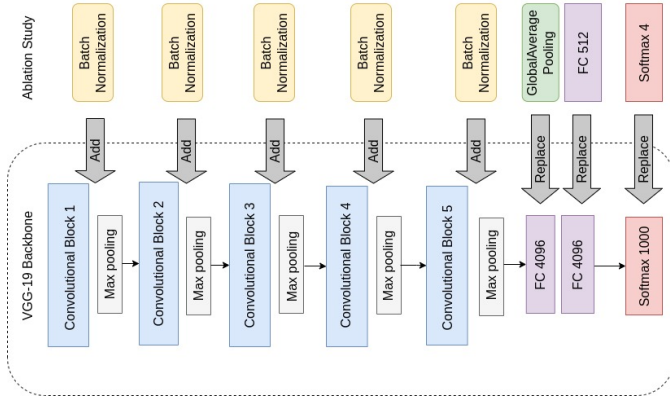 Ablation Study
Batch
Normalization
Batch
Normalization
Batch
Normalization
Batch
Normalization
Batch
Normalization
GlobalAverage
Pooling
FC 512
Softmax 4
Add
Add
Add
Add
Add
Replace
Replace
Replace
VGG-19 Backbone
Convolutional Block 1
Max pooling
Convolutional Block 2
Max pooling
Convolutional Block 3
Max pooling
Convolutional Block 4
Max pooling
Convolutional Block 5
Max pooling
FC 4096
FC 4096
Softmax 1000